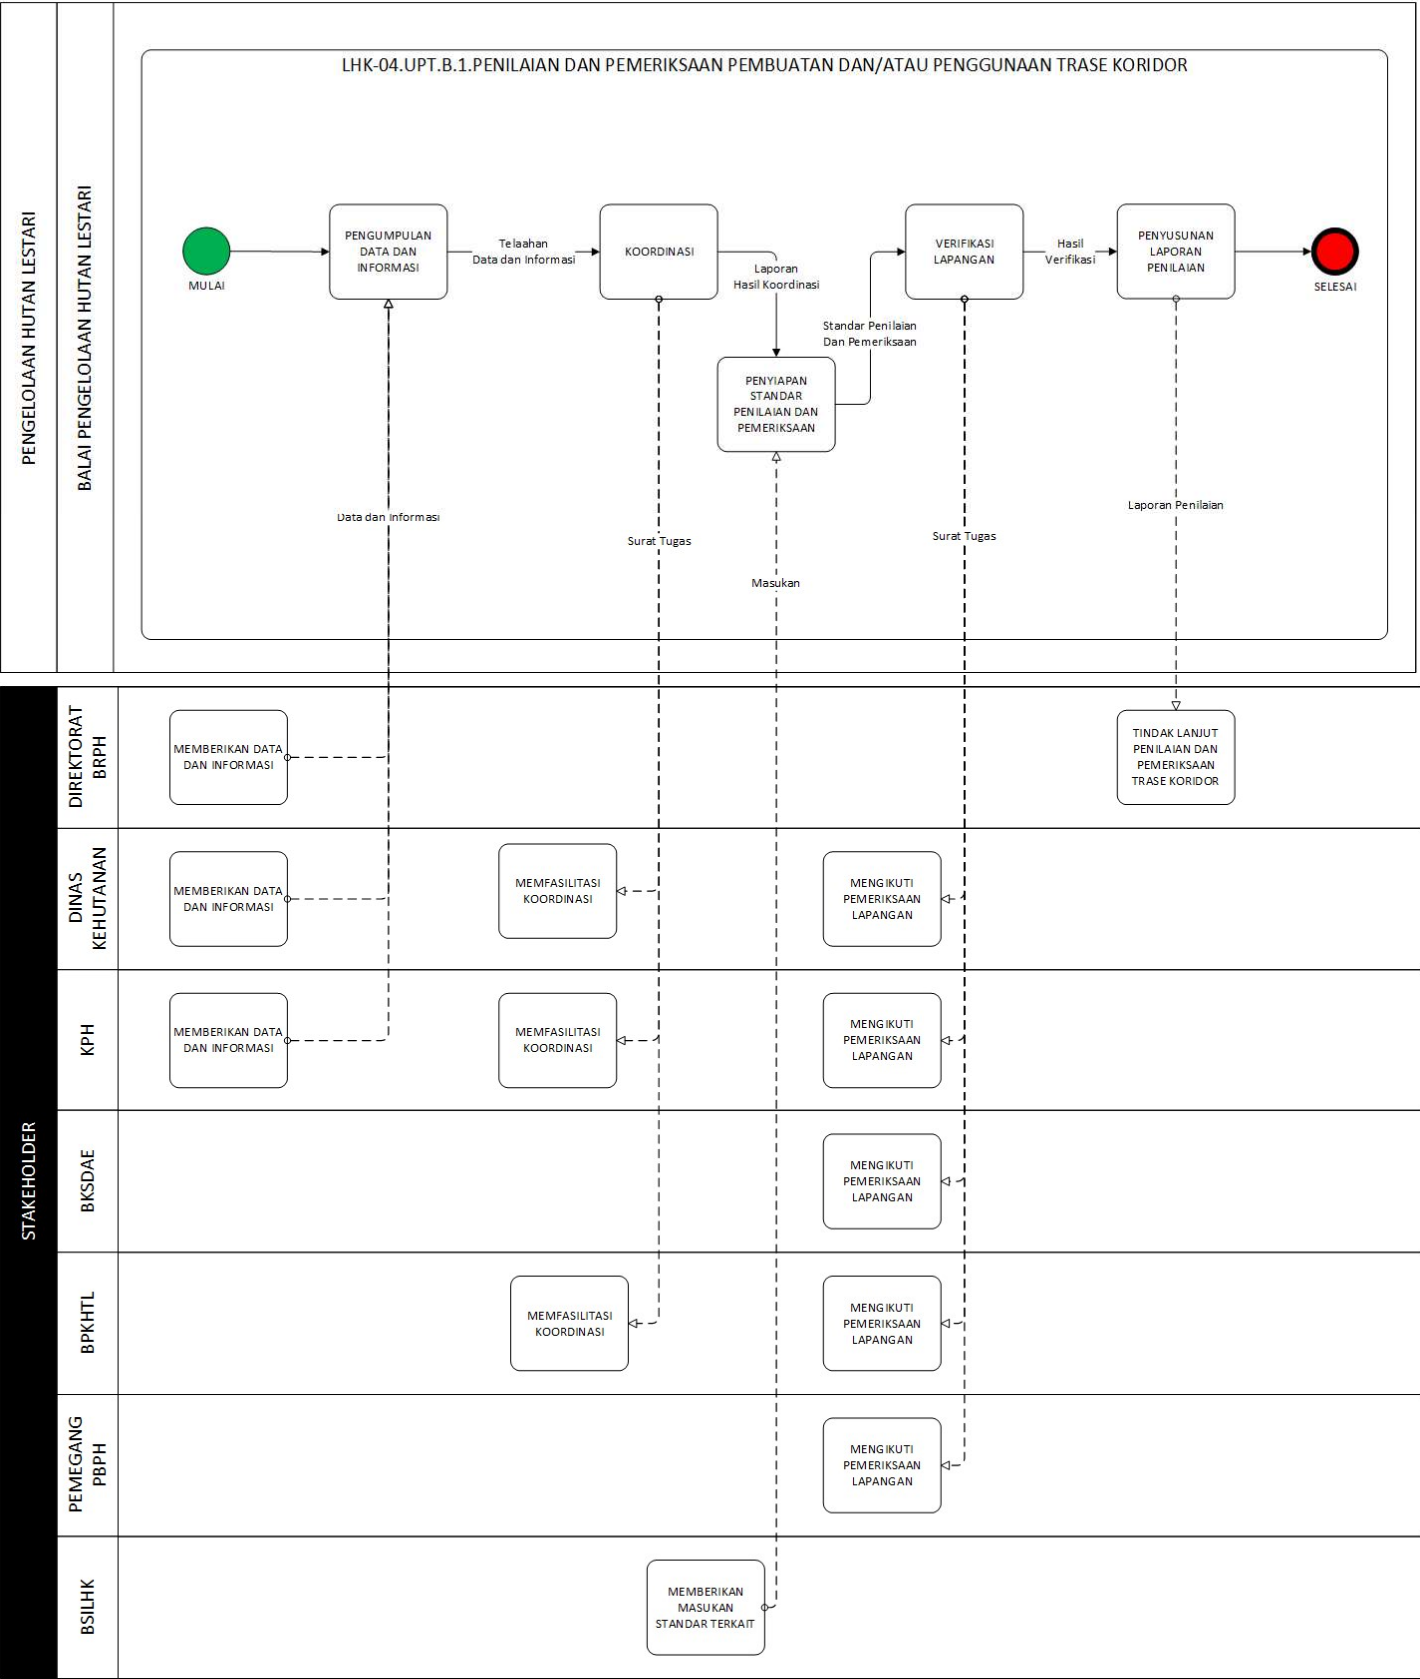 LHK-04.UPT.B.1.PENILAIAN DAN PEMERIKSAAN PEMBUATAN DAN/ATAU PENGGUNAAN TRASE KORIDOR
PENGELOLAAN HUTAN LESTARI
BALAI PENGELOLAAN HUTAN LESTARI
MULAI
PENGUMPULAN
DATA DAN
INFORMASI
Telaahan
Data dan Informasi
KOORDINASI
Laporan
Hasil Koordinasi
PENYIAPAN
STANDAR
PENILAIAN DAN
PEMERIKSAAN
Standar Penilaian
Dan Pemeriksaan
VERIFIKASI
LAPANGAN
Hasil
Verifikasi
PENYUSUNAN
LAPORAN
PENILAIAN
SELESAI
Data dan Informasi
Surat Tugas
Masukan
Surat Tugas
Laporan Penilaian
STAKEHOLDER
DIREKTORAT
BRPH
MEMBERIKAN DATA
DAN INFORMASI
TINDAK LANJUT
PENILAIAN DAN
PEMERIKSAAN
TRASE KORIDOR
DINAS
KEHUTANAN
MEMBERIKAN DATA
DAN INFORMASI
MEMFASILITASI
KOORDINASI
MENGIKUTI
PEMERIKSAAN
LAPANGAN
KPH
MEMBERIKAN DATA
DAN INFORMASI
MEMFASILITASI
KOORDINASI
MENGIKUTI
PEMERIKSAAN
LAPANGAN
BKSDAE
MENGIKUTI
PEMERIKSAAN
LAPANGAN
BPKHTL
MEMFASILITASI
KOORDINASI
MENGIKUTI
PEMERIKSAAN
LAPANGAN
PEMEGANG
PBPH
MENGIKUTI
PEMERIKSAAN
LAPANGAN
BSILHK
MEMBERIKAN
MASUKAN
STANDAR TERKAIT